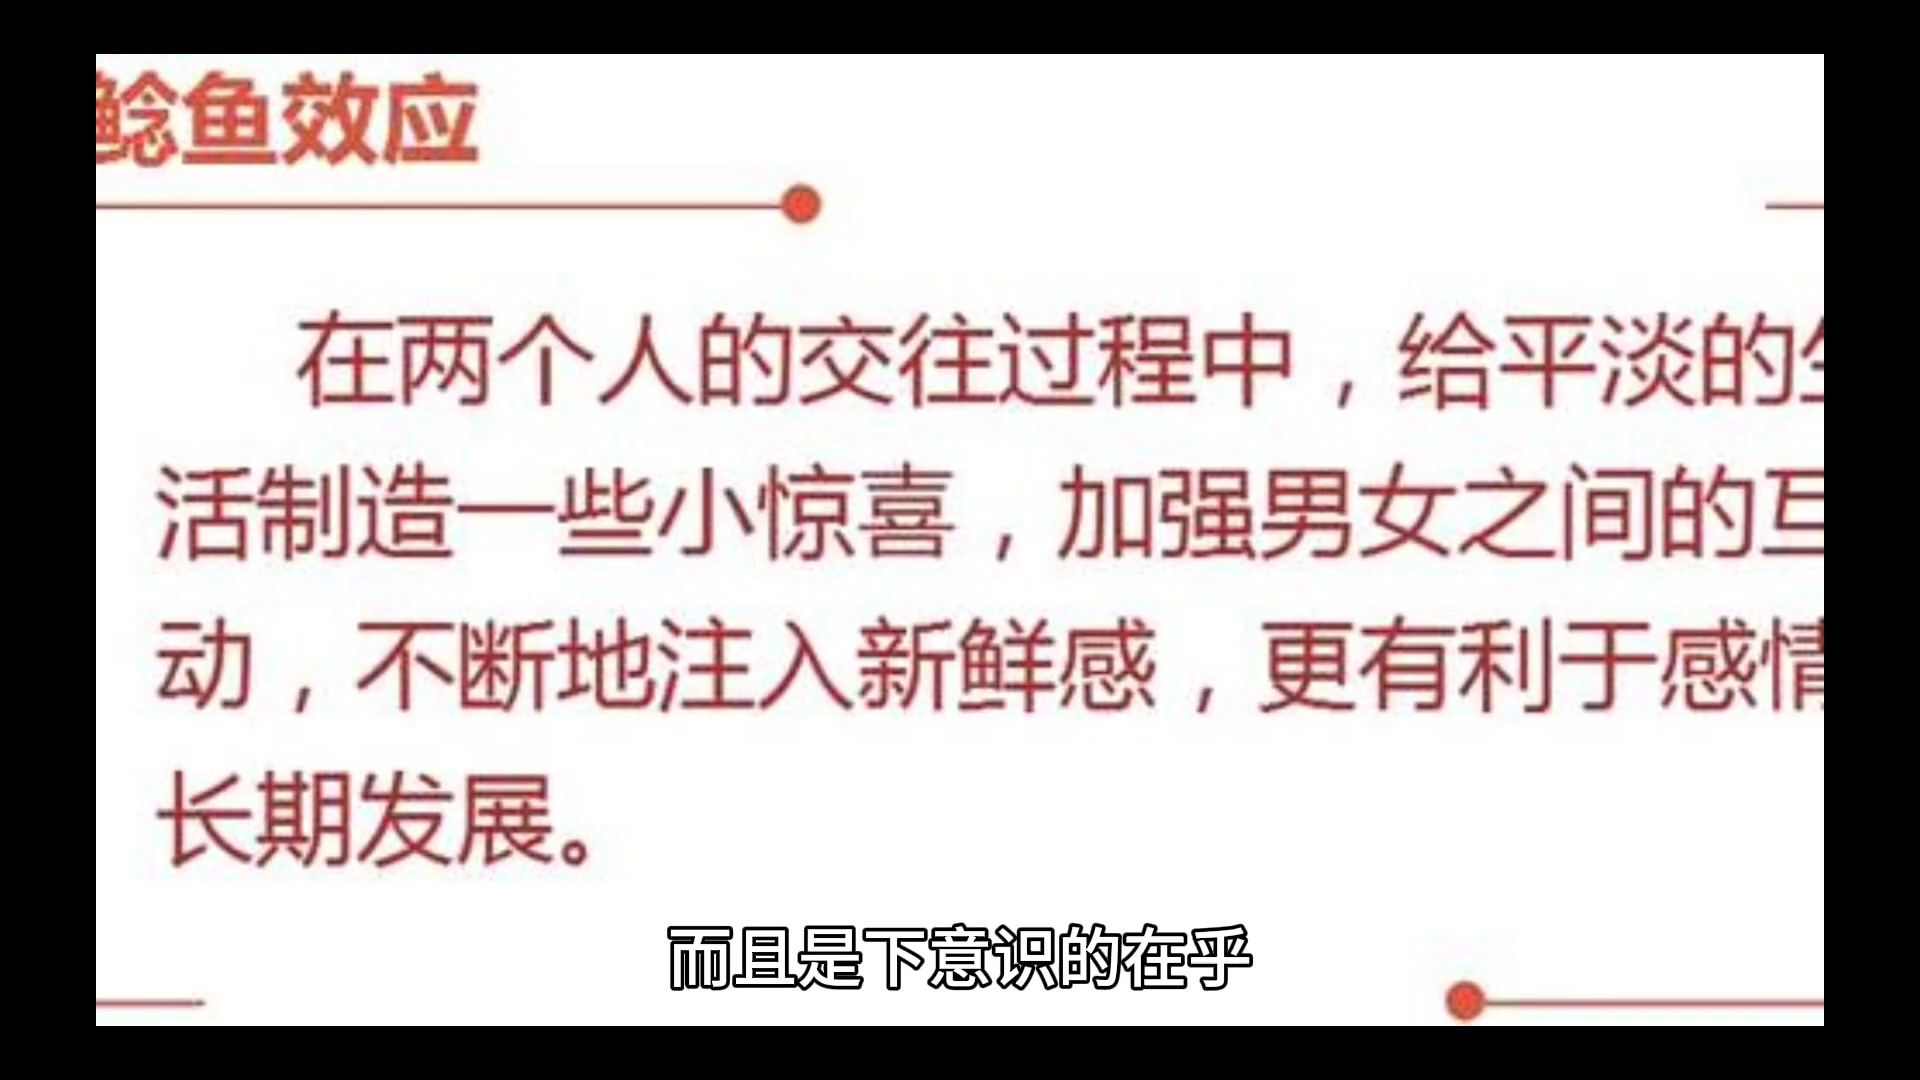 鲶鱼效应
在两个人的交往过程中，给平淡的生
活制造一些小惊喜，加强男女之间的互
动，不断地注入新鲜感，更有利于感情
长期发展。
而且是下意识的在乎